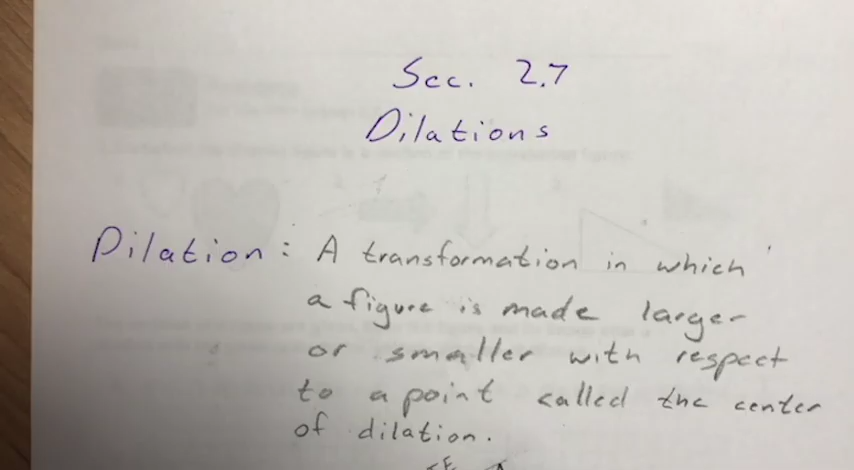 Sec. 2.7
Dilations
Dilation: A transformation in which
a figure is made larger
or smaller with respect
to a point called the center
of dilation.